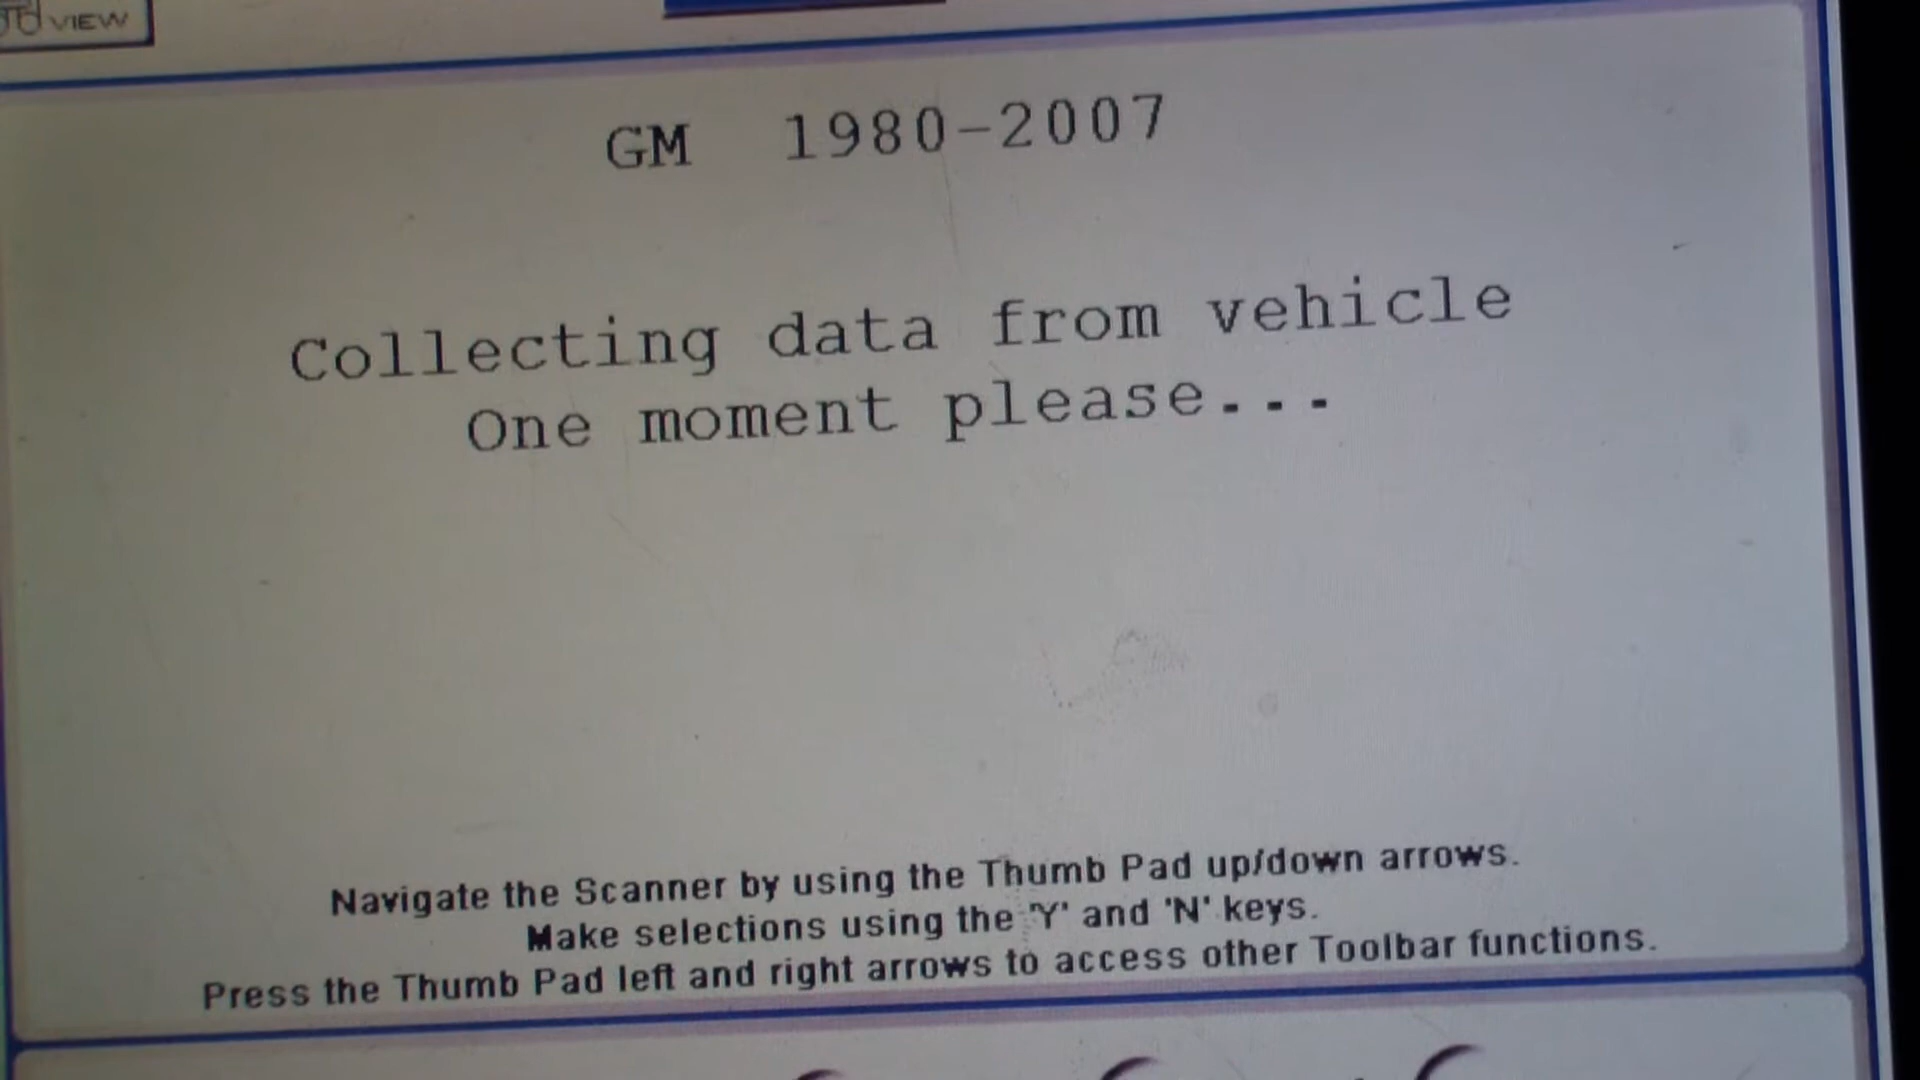 VIEW
GM 1980-2007
Collecting data from vehicle
One moment please...
Navigate the Scanner by using the Thumb Pad up/down arrows.
Make selections using the 'Y' and 'N' keys.
Press the Thumb Pad left and right arrows to access other Toolbar functions.